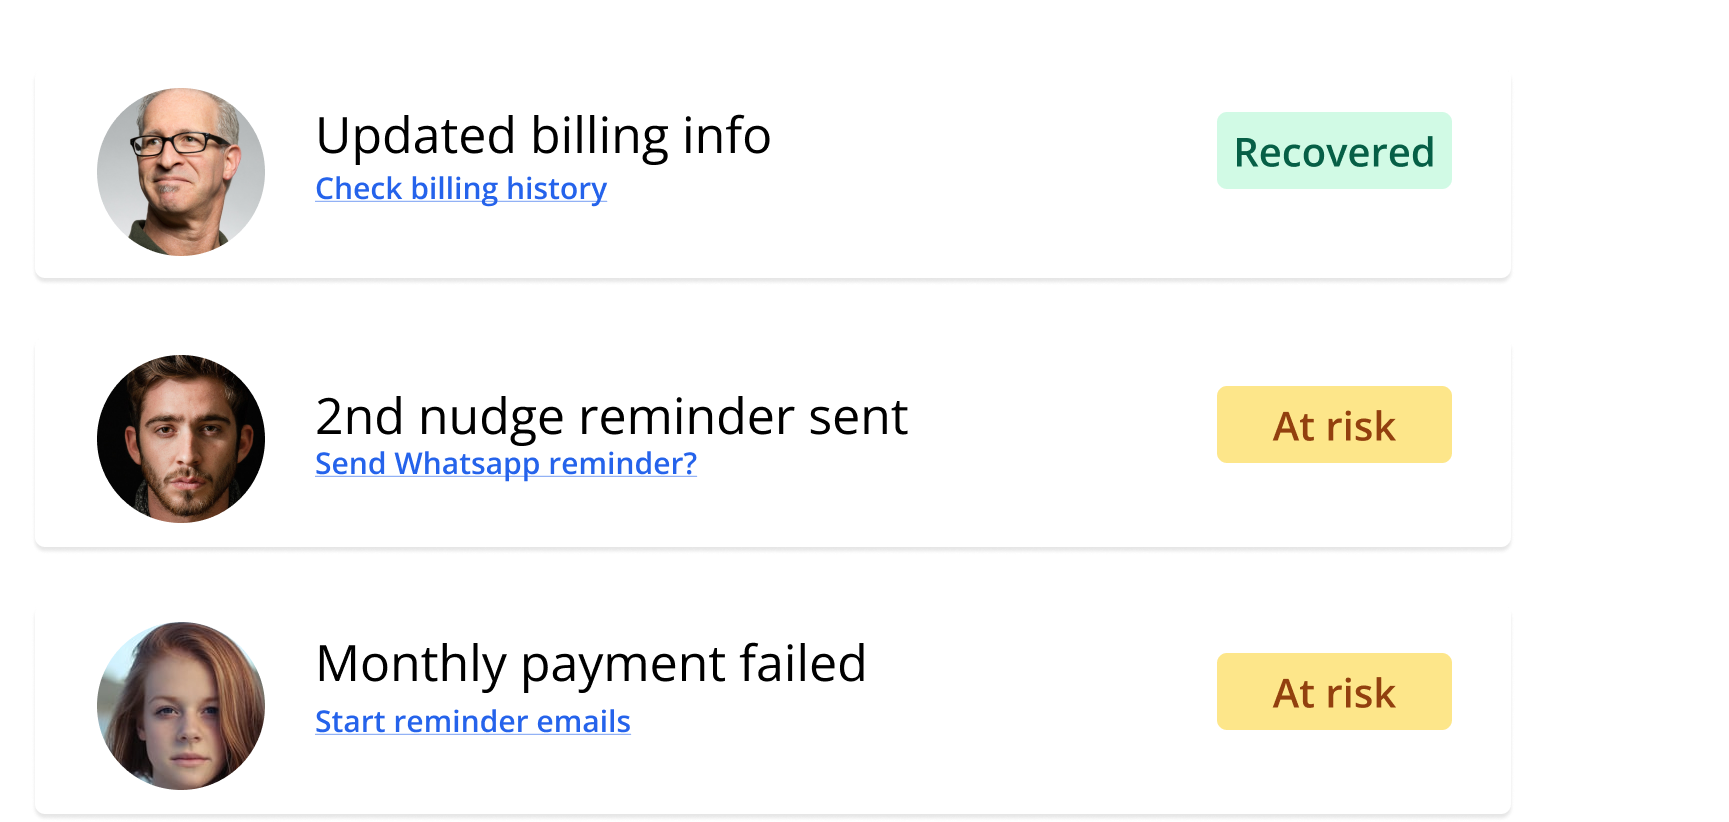 Updated billing info
Recovered
Check billing history
2nd nudge reminder sent
At risk
Send Whatsapp reminder?
Monthly payment failed
At risk
Start reminder emails